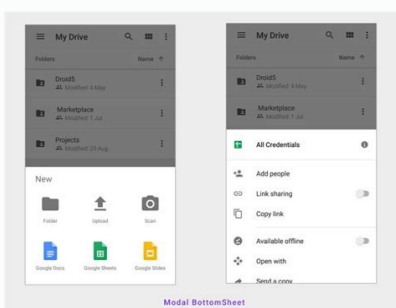 My Drive
Folders
Name
Droid5
Modified: 4 May
Marketplace
Modified: 1 Jul
Projects
Modified: 29 Aug
New
Folder
Upload
Scan
Google Docs
Google Sheets
Google Slides
My Drive
Folders
Name
Droid5
Modified: 4 May
Marketplace
Modified: 1 Jul
All Credentials
Add people
Link sharing
Copy link
Available offline
Open with
Send a copy
Modal BottomSheet